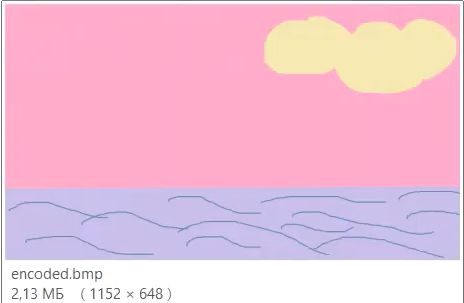 encoded.bmp
2,13 МБ ( 1152 × 648 )